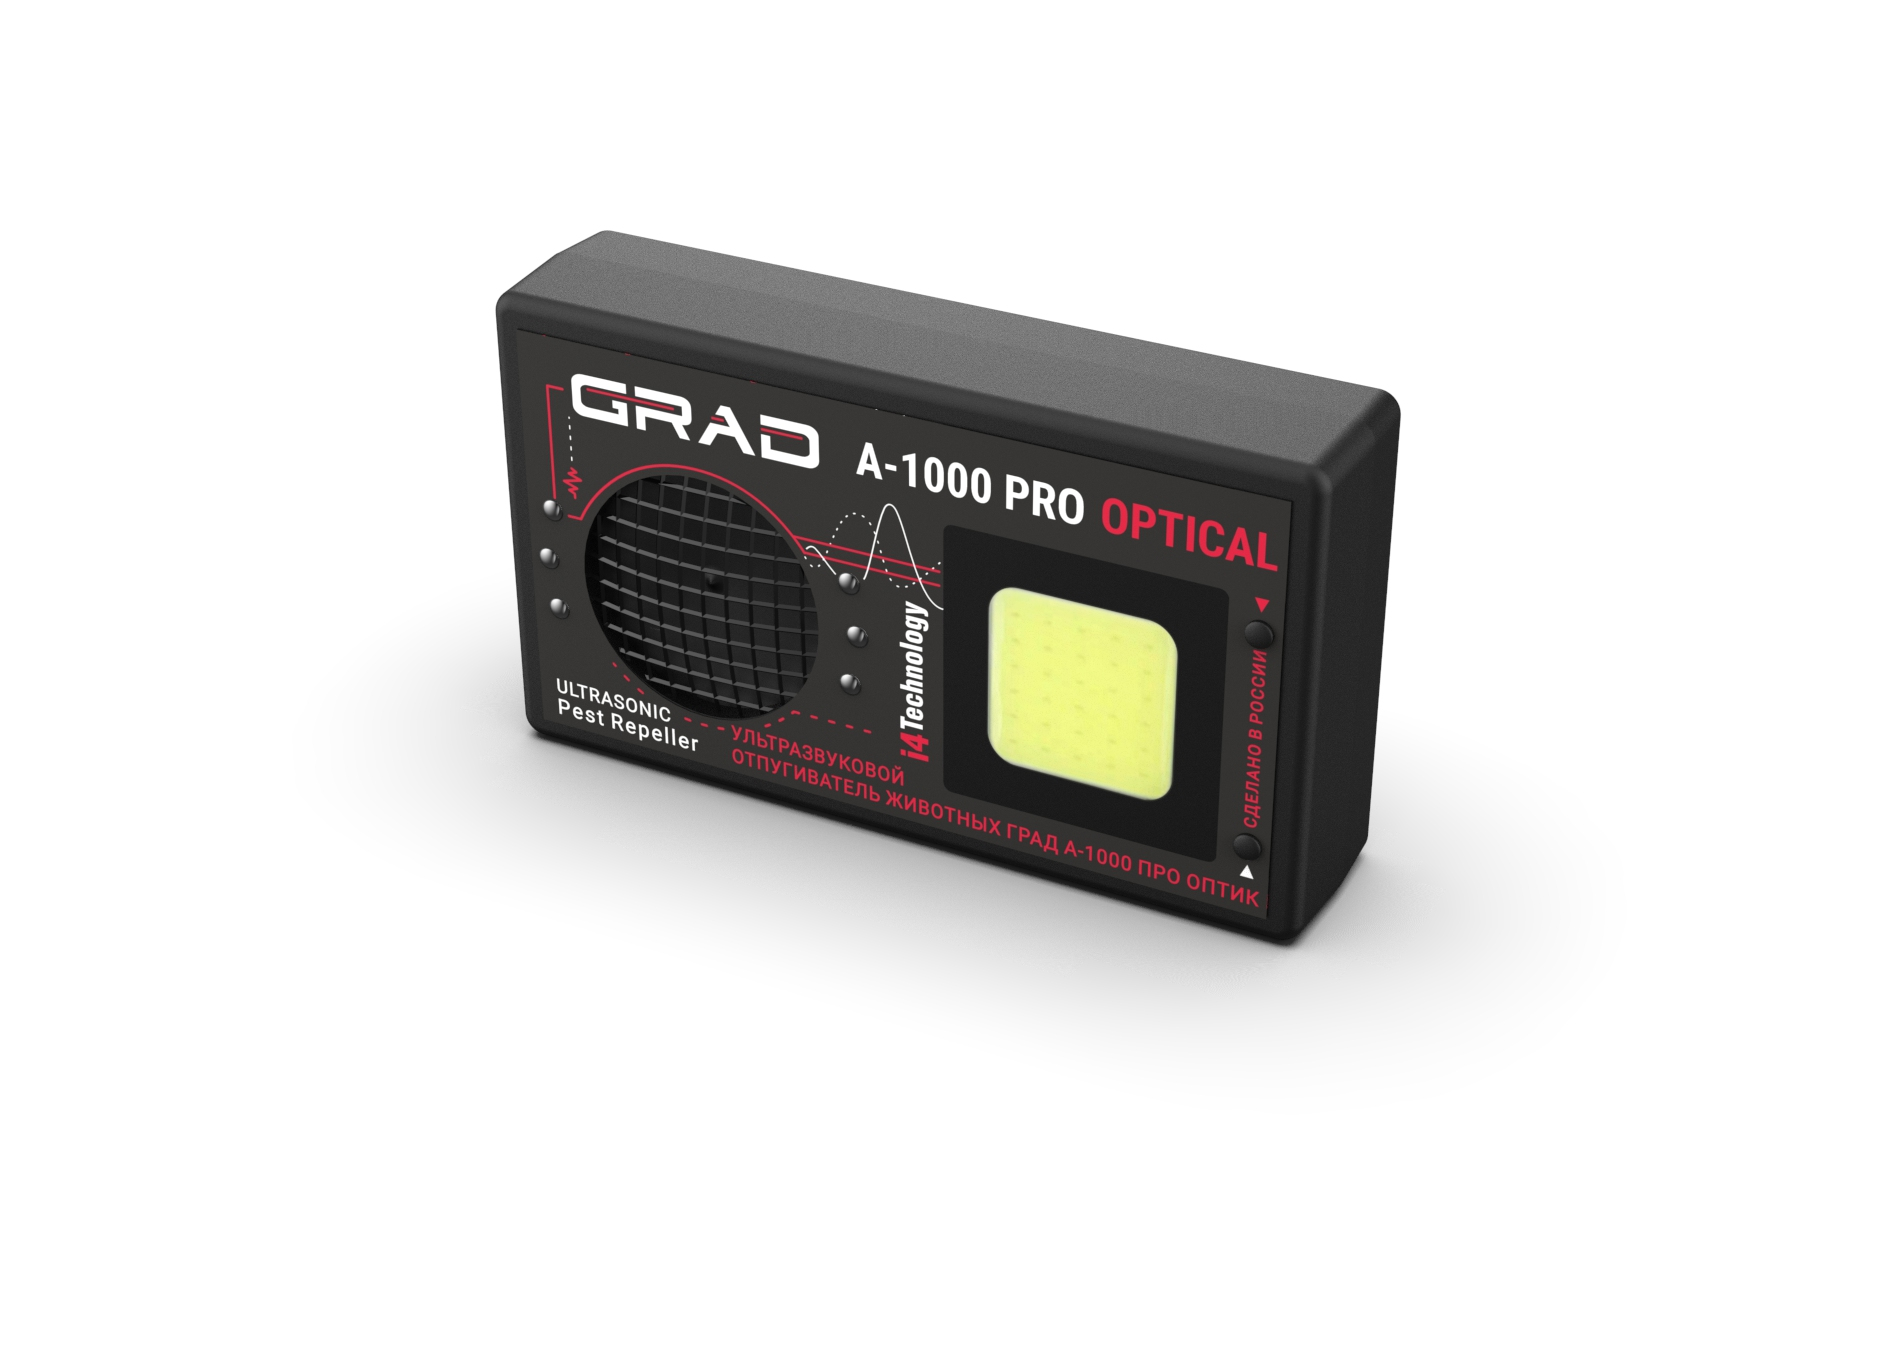 GRAD
A-1000 PRO OPTICAL
i4Technology
СДЕЛАНО В РОССИИ
ULTRASONIC
Pest Repeller
УЛЬТРАЗВУКОВОЙ
ОТПУГИВАТЕЛЬ ЖИВОТНЫХ ГРАД А-1000 ПРО ОПТИК